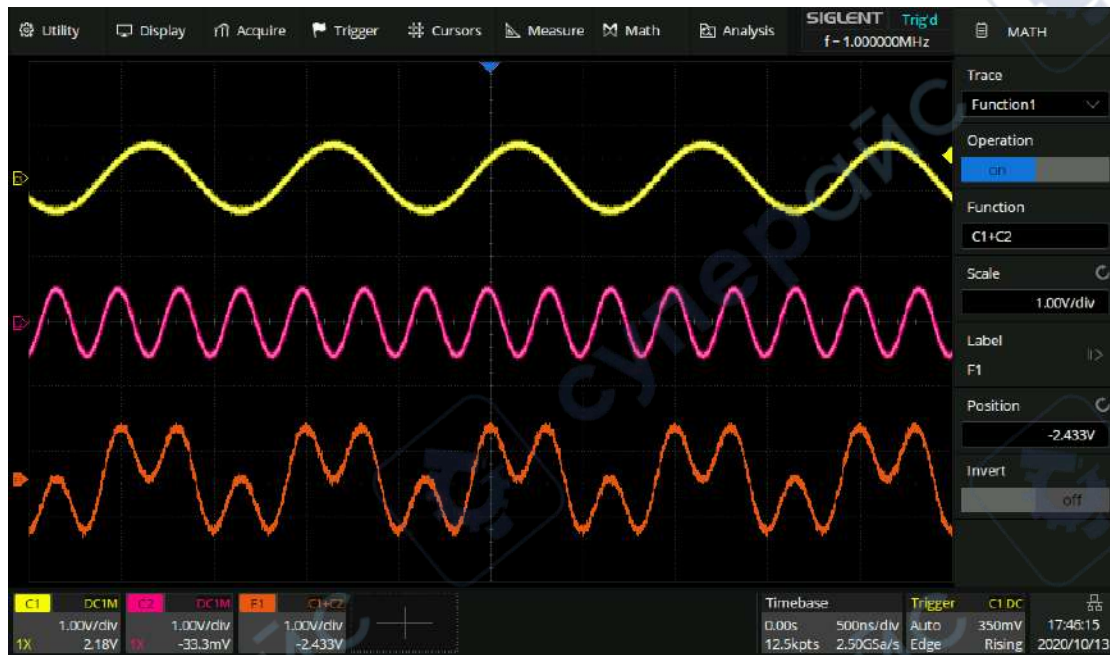 Utility Display Acquire Trigger Cursors Measure Math Analysis SIGLENT Trig'd MATH
f = 1.000000MHz
Trace
Function1
Operation
on
Function
C1+C2
Scale
1.00V/div
Label
F1
Position
-2.433V
Invert
off
суперайс
C1 DC1M C2 DC1M F1 C1+C2 Timebase Trigger C1 DC
1.00V/div 1.00V/div 1.00V/div 0.00s 500ns/div Auto 350mV 17:46:15
1X 2.18V 1X -33.3mV -2.433V 12.5kpts 2.50GSa/s Edge Rising 2020/10/13